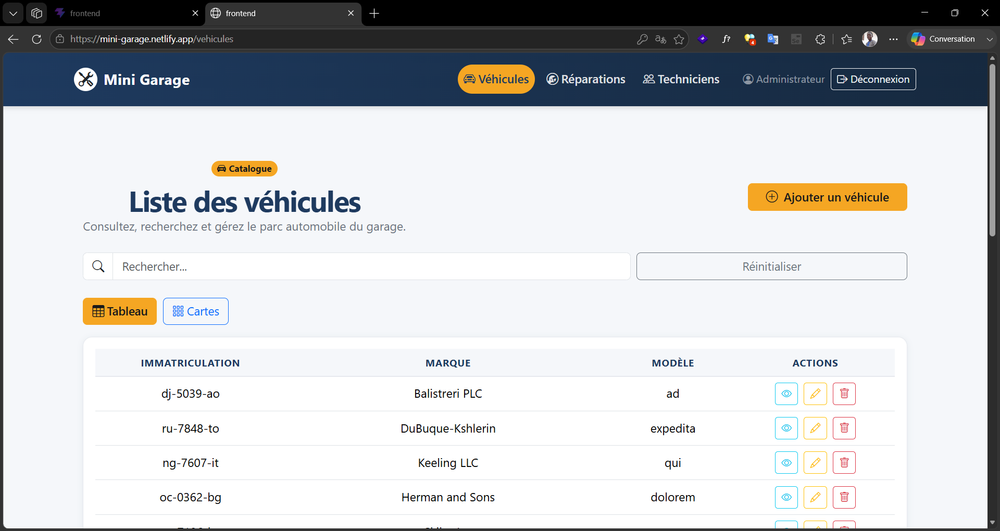 frontend
frontend
https://mini-garage.netlify.app/vehicules
Conversation
Mini Garage
Véhicules
Réparations
Techniciens
Administrateur
Déconnexion
Catalogue
Liste des véhicules
Consultez, recherchez et gérez le parc automobile du garage.
Ajouter un véhicule
Rechercher...
Réinitialiser
Tableau
Cartes
IMMATRICULATION MARQUE MODÈLE ACTIONS
dj-5039-ao Balistreri PLC ad
ru-7848-to DuBuque-Kshlerin expedita
ng-7607-it Keeling LLC qui
oc-0362-bg Herman and Sons dolorem